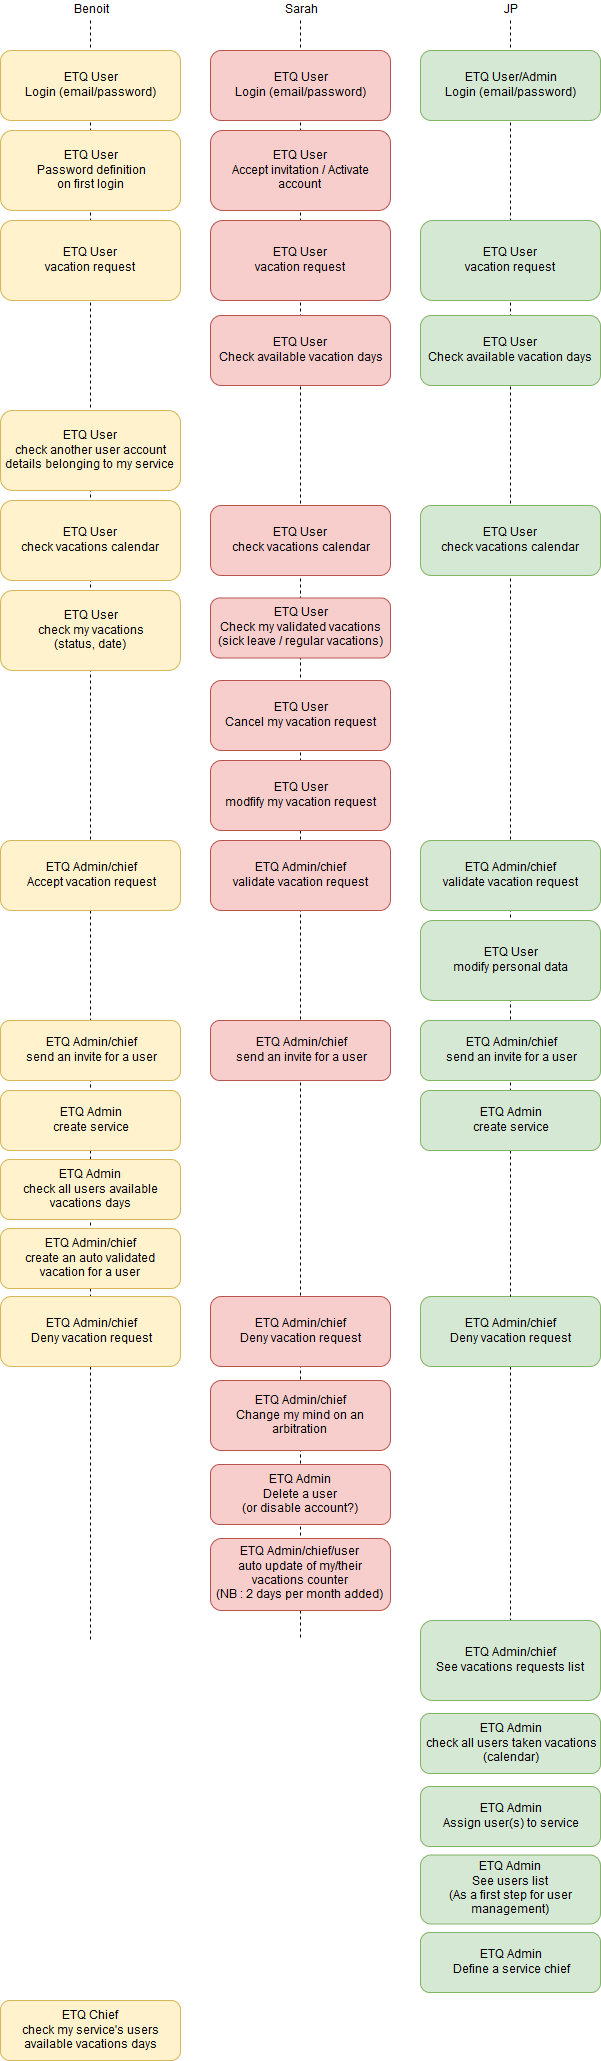 Benoit
Sarah
JP
ETQ User
Login (email/password)
ETQ User
Login (email/password)
ETQ User/Admin
Login (email/password)
ETQ User
Password definition
on first login
ETQ User
Accept invitation / Activate
account
ETQ User
vacation request
ETQ User
vacation request
ETQ User
vacation request
ETQ User
Check available vacation days
ETQ User
Check available vacation days
ETQ User
check another user account
details belonging to my service
ETQ User
check vacations calendar
ETQ User
check vacations calendar
ETQ User
check vacations calendar
ETQ User
check my vacations
(status, date)
ETQ User
Check my validated vacations
(sick leave / regular vacations)
ETQ User
Cancel my vacation request
ETQ User
modfify my vacation request
ETQ Admin/chief
Accept vacation request
ETQ Admin/chief
validate vacation request
ETQ Admin/chief
validate vacation request
ETQ User
modify personal data
ETQ Admin/chief
send an invite for a user
ETQ Admin/chief
send an invite for a user
ETQ Admin/chief
send an invite for a user
ETQ Admin
create service
ETQ Admin
create service
ETQ Admin
check all users available
vacations days
ETQ Admin/chief
create an auto validated
vacation for a user
ETQ Admin/chief
Deny vacation request
ETQ Admin/chief
Deny vacation request
ETQ Admin/chief
Deny vacation request
ETQ Admin/chief
Change my mind on an
arbitration
ETQ Admin
Delete a user
(or disable account?)
ETQ Admin/chief/user
auto update of my/their
vacations counter
(NB : 2 days per month added)
ETQ Admin/chief
See vacations requests list
ETQ Admin
check all users taken vacations
(calendar)
ETQ Admin
Assign user(s) to service
ETQ Admin
See users list
(As a first step for user
management)
ETQ Admin
Define a service chief
ETQ Chief
check my service's users
available vacations days